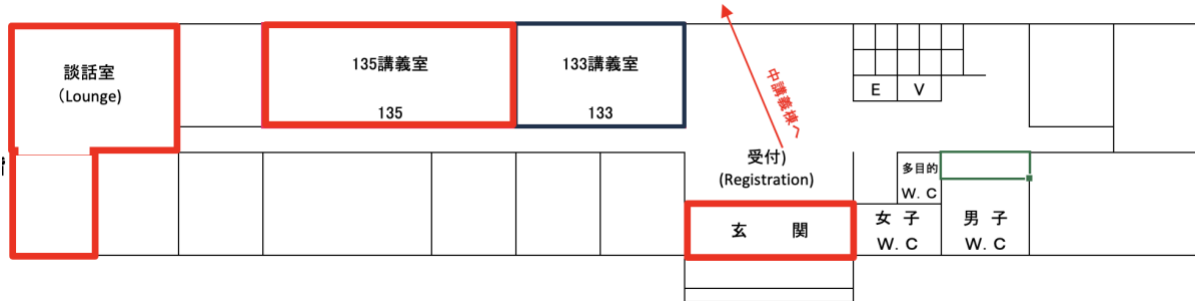 談話室
（Lounge)
135講義室
135
133講義室
133
中講義棟へ
E V
受付)
(Registration)
多目的
W.C
玄 関
女 子
W.C
男 子
W.C